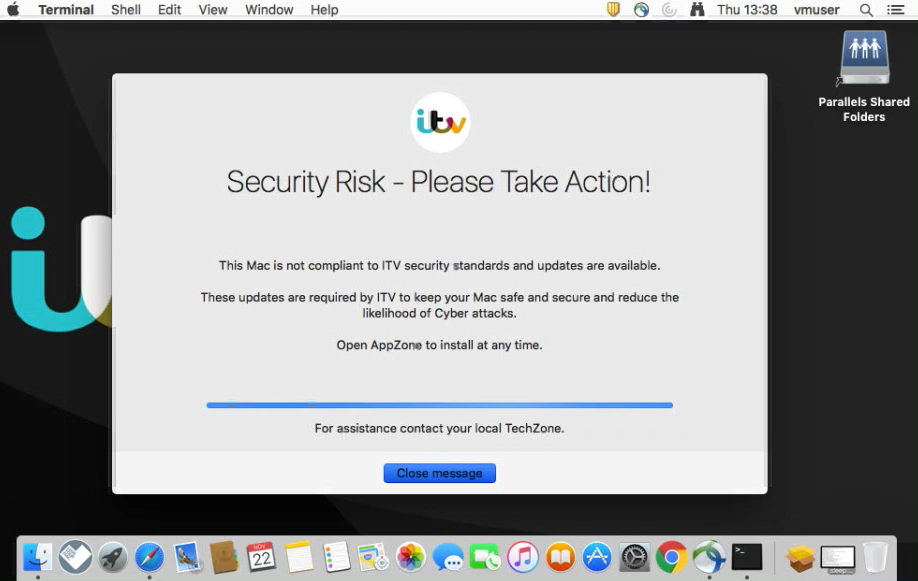 Terminal Shell Edit View Window Help Thu 13:38 vmuser
Parallels Shared
Folders
itv
Security Risk - Please Take Action!
This Mac is not compliant to ITV security standards and updates are available.
These updates are required by ITV to keep your Mac safe and secure and reduce the
likelihood of Cyber attacks.
Open AppZone to install at any time.
For assistance contact your local TechZone.
Close message
NOV
22